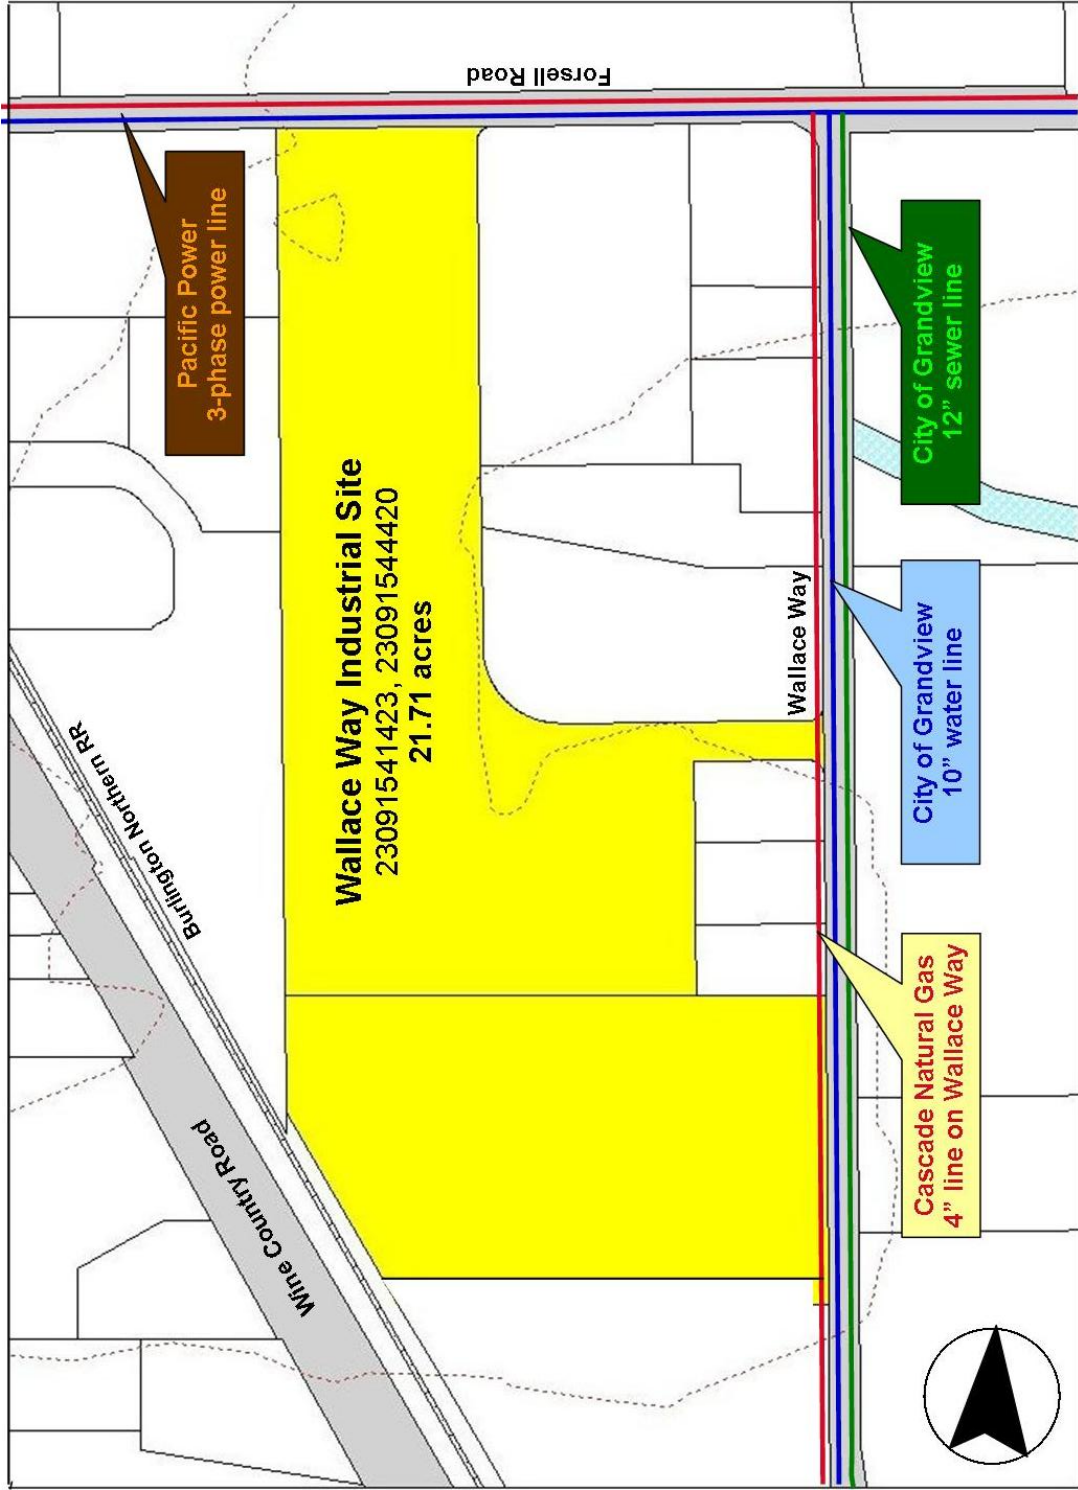 Forsell Road
Pacific Power
3-phase power line
Wallace Way Industrial Site
23091541423, 23091544420
21.71 acres
Burlington Northern RR
Wine Country Road
Wallace Way
Cascade Natural Gas
4” line on Wallace Way
City of Grandview
10” water line
City of Grandview
12” sewer line